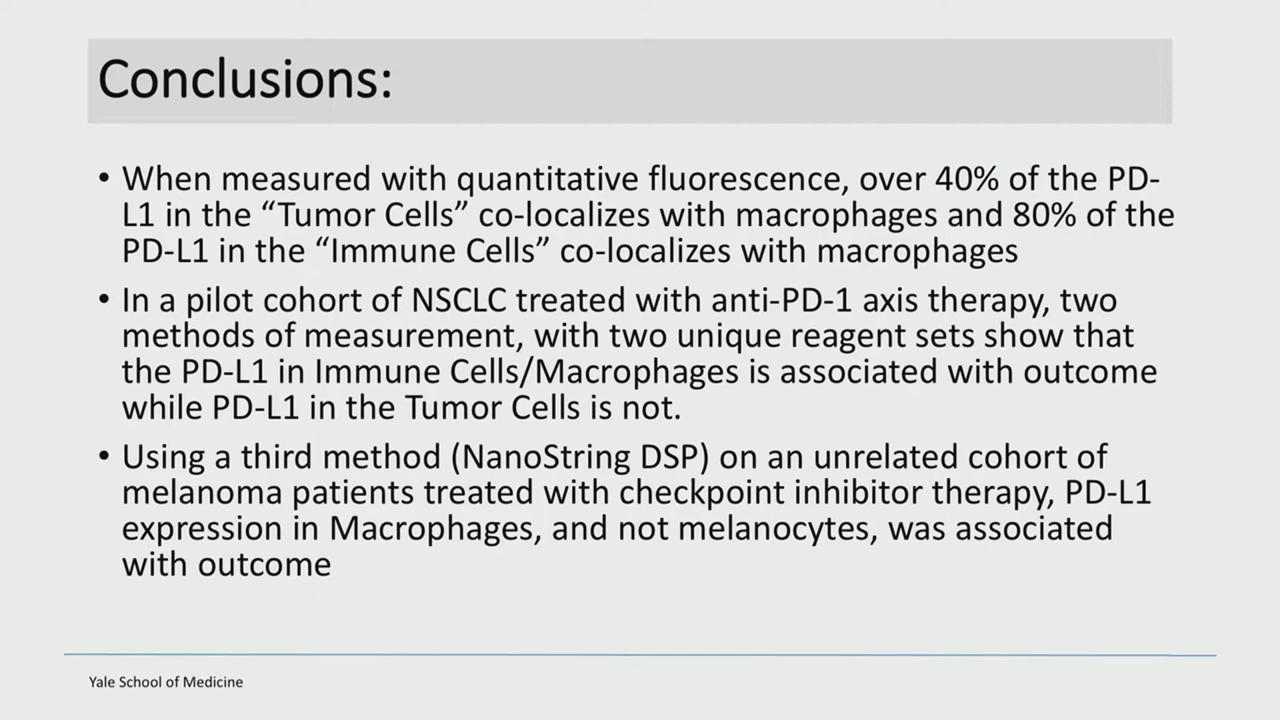 Conclusions:
• When measured with quantitative fluorescence, over 40% of the PD-
L1 in the “Tumor Cells” co-localizes with macrophages and 80% of the
PD-L1 in the “Immune Cells” co-localizes with macrophages
• In a pilot cohort of NSCLC treated with anti-PD-1 axis therapy, two
methods of measurement, with two unique reagent sets show that
the PD-L1 in Immune Cells/Macrophages is associated with outcome
while PD-L1 in the Tumor Cells is not.
• Using a third method (NanoString DSP) on an unrelated cohort of
melanoma patients treated with checkpoint inhibitor therapy, PD-L1
expression in Macrophages, and not melanocytes, was associated
with outcome
Yale School of Medicine